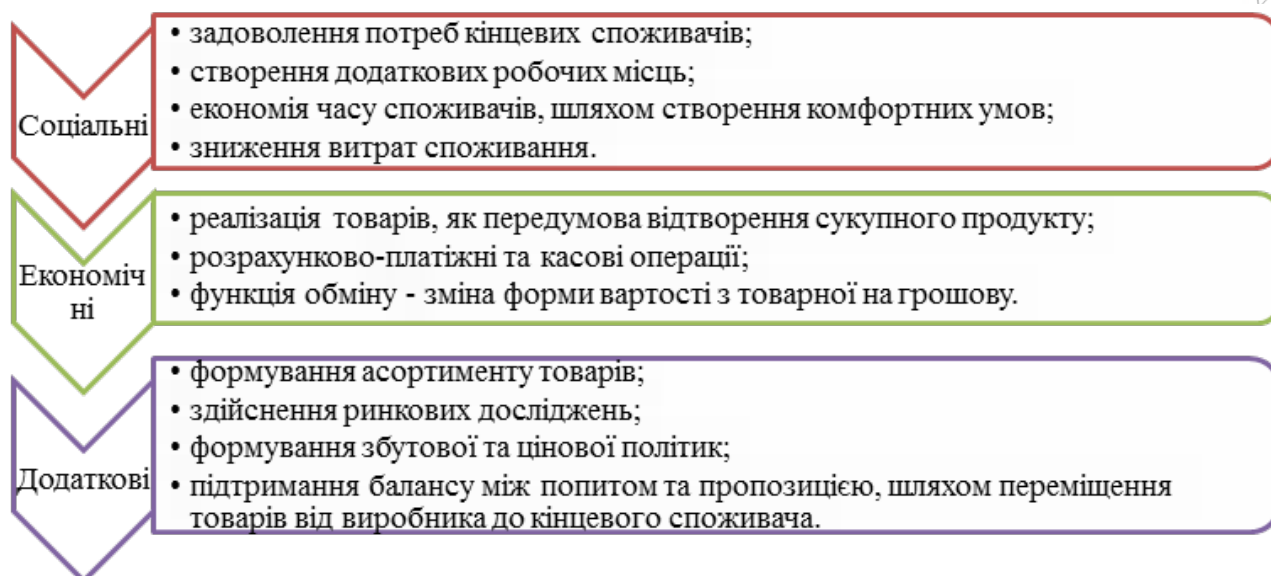 Соціальні
• задоволення потреб кінцевих споживачів;
• створення додаткових робочих місць;
• економія часу споживачів, шляхом створення комфортних умов;
• зниження витрат споживання.
Економіч
ні
• реалізація товарів, як передумова відтворення сукупного продукту;
• розрахунково-платіжні та касові операції;
• функція обміну - зміна форми вартості з товарної на грошову.
Додаткові
• формування асортименту товарів;
• здійснення ринкових досліджень;
• формування збутової та цінової політик;
• підтримання балансу між попитом та пропозицією, шляхом переміщення
товарів від виробника до кінцевого споживача.